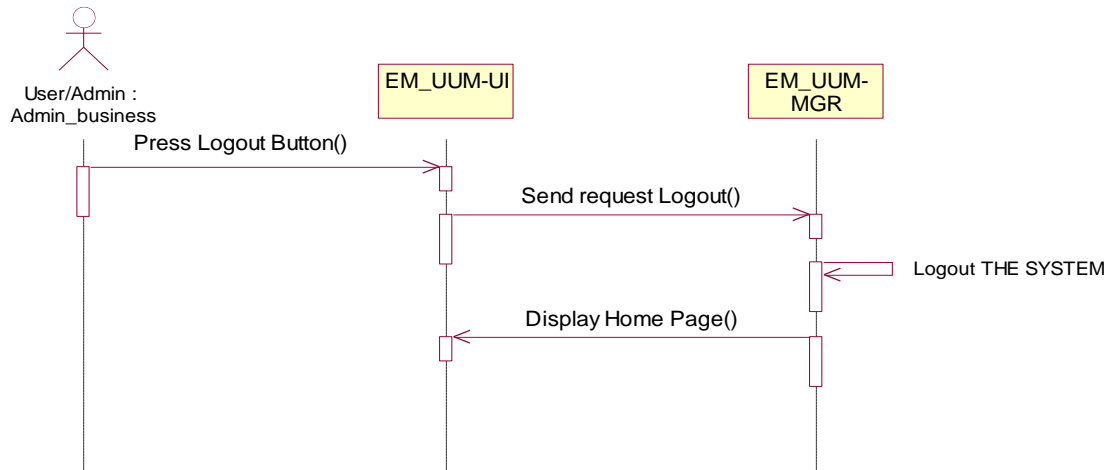 User/Admin :
Admin_business
EM_UUM-UI
EM_UUM-
MGR
Press Logout Button()
Send request Logout()
Logout THE SYSTEM
Display Home Page()